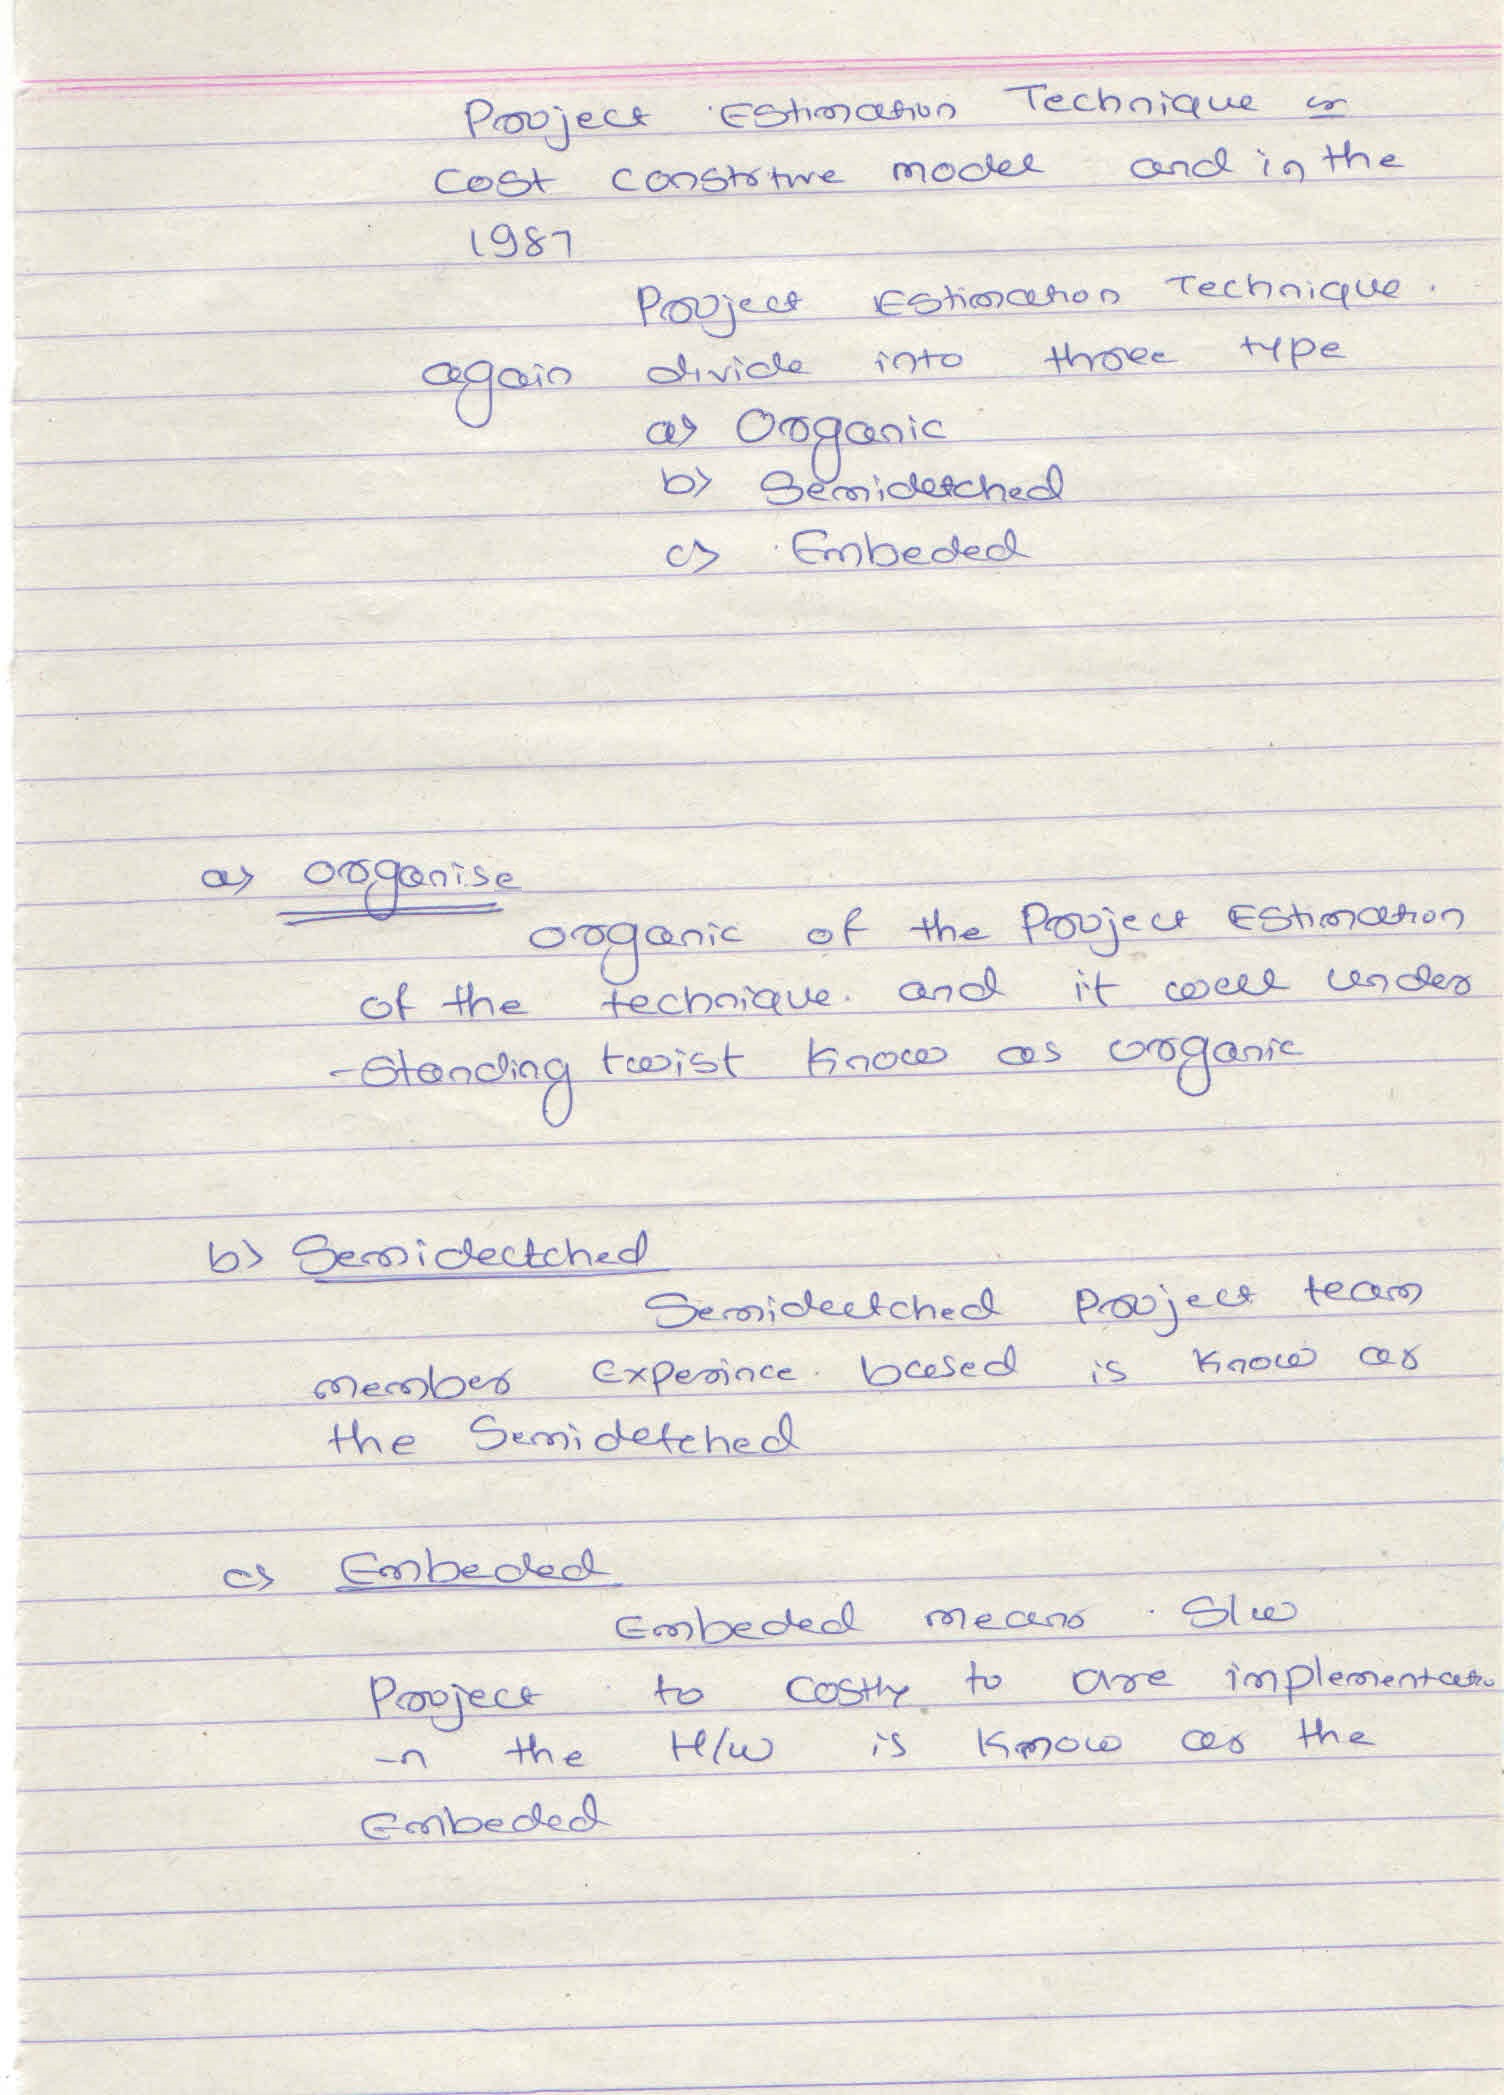 Project Estimation Technique is
cost constrtive model and in the
1987
Project Estimation Technique.
again divide into three type
a) Organic
b) Semidetched
c) Embeded
a) organise
organic of the Project Estimation
of the technique. and it well under
-standing twist know as organic
b) Semidectched
Semidectched project team
member Experince. based is know as
the Semidetched
c) Embeded
Embeded means S/w
Project to costly to are implementatio
-n the H/w is know as the
Embeded